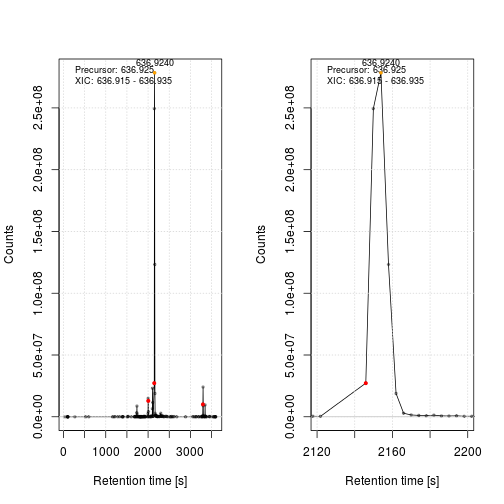 636.9240
Precursor: 636.925
XIC: 636.915 - 636.935
Counts
0.0e+00 5.0e+07 1.0e+08 1.5e+08 2.0e+08 2.5e+08
0 1000 2000 3000
Retention time [s]
636.9240
Precursor: 636.925
XIC: 636.915 - 636.935
Counts
0.0e+00 5.0e+07 1.0e+08 1.5e+08 2.0e+08 2.5e+08
2120 2160 2200
Retention time [s]